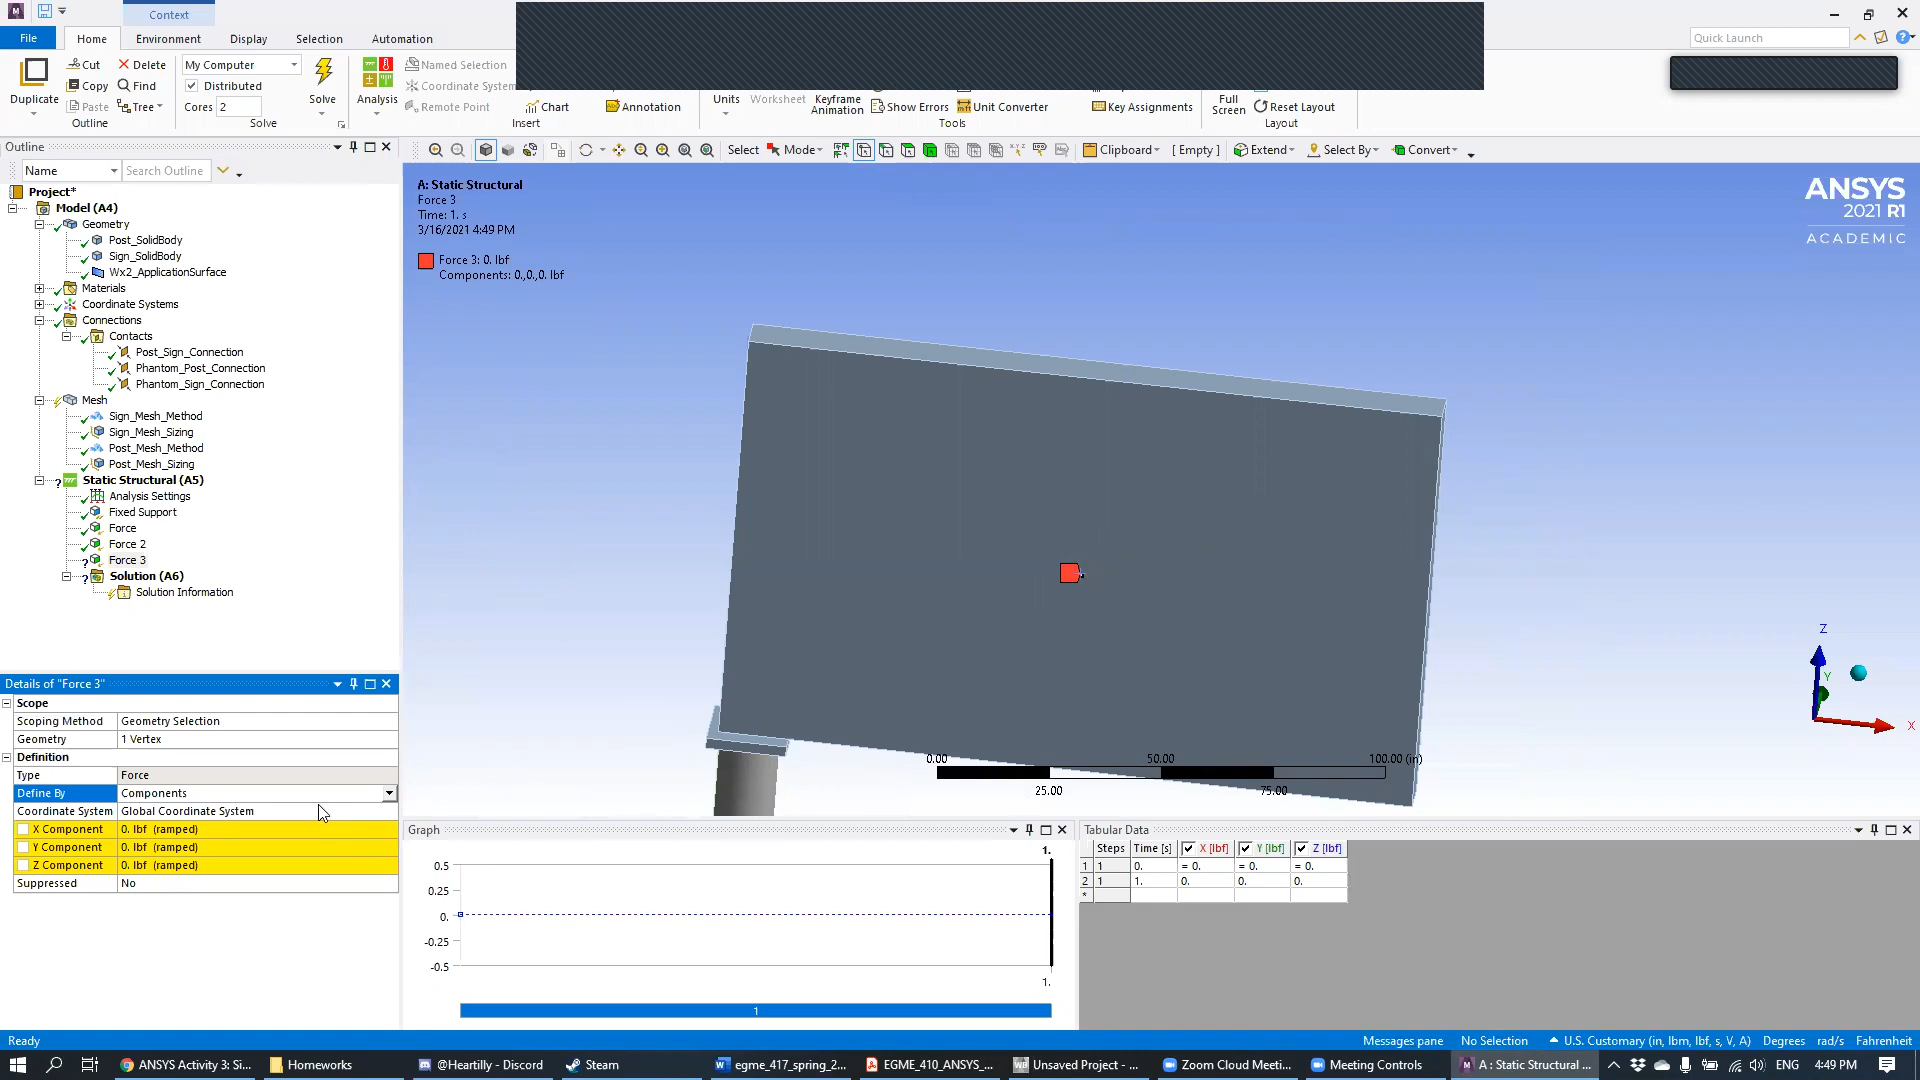 Context
File
Home
Environment
Display
Selection
Automation
Quick Launch
Duplicate
Cut
Copy
Paste
Delete
Find
Tree
Outline
My Computer
Distributed
Cores 2
Solve
Solve
Analysis
Named Selection
Coordinate System
Remote Point
Chart
Annotation
Insert
Units
Worksheet
Keyframe
Animation
Show Errors
Unit Converter
Key Assignments
Tools
Full
Screen
Reset Layout
Layout
Outline
Name
Search Outline
Select
Mode
Clipboard
[ Empty ]
Extend
Select By
Convert
Project*
Model (A4)
Geometry
Post_SolidBody
Sign_SolidBody
Wx2_ApplicationSurface
Materials
Coordinate Systems
Connections
Contacts
Post_Sign_Connection
Phantom_Post_Connection
Phantom_Sign_Connection
Mesh
Sign_Mesh_Method
Sign_Mesh_Sizing
Post_Mesh_Method
Post_Mesh_Sizing
Static Structural (A5)
Analysis Settings
Fixed Support
Force
Force 2
Force 3
Solution (A6)
Solution Information
A: Static Structural
Force 3
Time: 1. s
3/16/2021 4:49 PM
Force 3: 0. lbf
Components: 0.,0.,0. lbf
ANSYS
2021 R1
ACADEMIC
Z
Y
X
0.00 50.00 100.00 (in)
25.00 75.00
Details of "Force 3"
Scope
Scoping Method Geometry Selection
Geometry 1 Vertex
Definition
Type Force
Define By Components
Coordinate System Global Coordinate System
X Component 0. lbf (ramped)
Y Component 0. lbf (ramped)
Z Component 0. lbf (ramped)
Suppressed No
Graph
1.
0.5
0.25
0.
-0.25
-0.5
1.
1
Tabular Data
Steps Time [s] X [lbf] Y [lbf] Z [lbf]
1 1 0. = 0. = 0. = 0.
2 1 1. 0. 0. 0.
*
Ready
Messages pane
No Selection
U.S. Customary (in, lbm, lbf, s, V, A)
Degrees
rad/s
Fahrenheit
ANSYS Activity 3: Si...
Homeworks
@Heartilly - Discord
Steam
egme_417_spring_2...
EGME_410_ANSYS_...
Unsaved Project - ...
Zoom Cloud Meeti...
Meeting Controls
A : Static Structural ...
ENG
4:49 PM